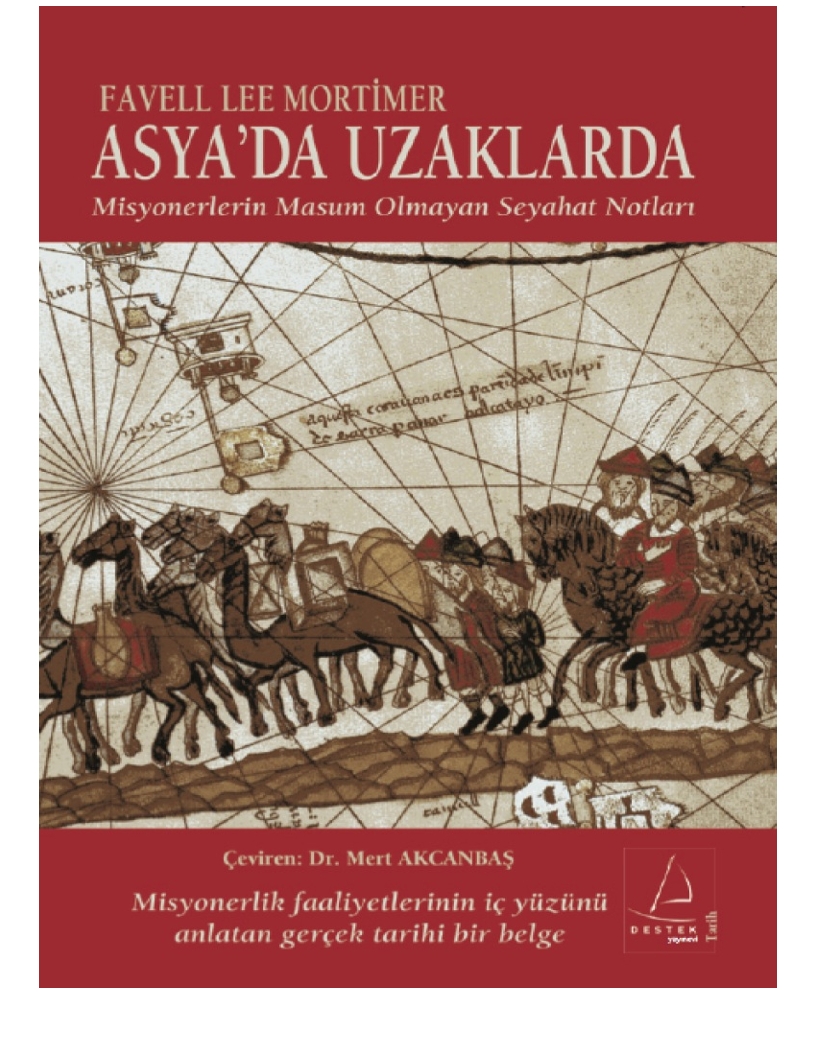 FAVELL LEE MORTİMER
ASYA'DA UZAKLARDA
Misyonerlerin Masum Olmayan Seyahat Notları
Çeviren: Dr. Mert AKCANBAŞ
Misyonerlik faaliyetlerinin iç yüzünü
anlatan gerçek tarihi bir belge
DESTEK
yayınevi
Tarih